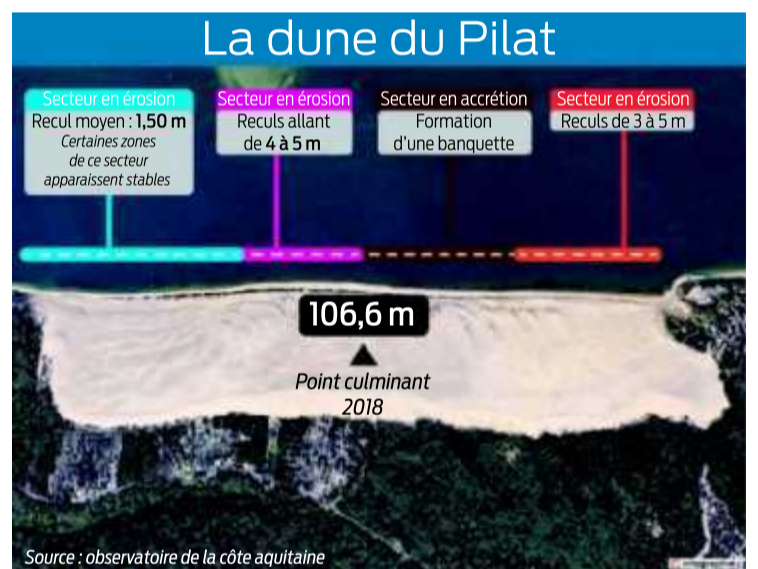 La dune du Pilat
Secteur en érosion
Recul moyen : 1,50 m
Certaines zones
de ce secteur
apparaissent stables
Secteur en érosion
Reculs allant
de 4 à 5 m
Secteur en accrétion
Formation
d'une banquette
Secteur en érosion
Reculs de 3 à 5 m
106,6 m
Point culminant
2018
Source : observatoire de la côte aquitaine